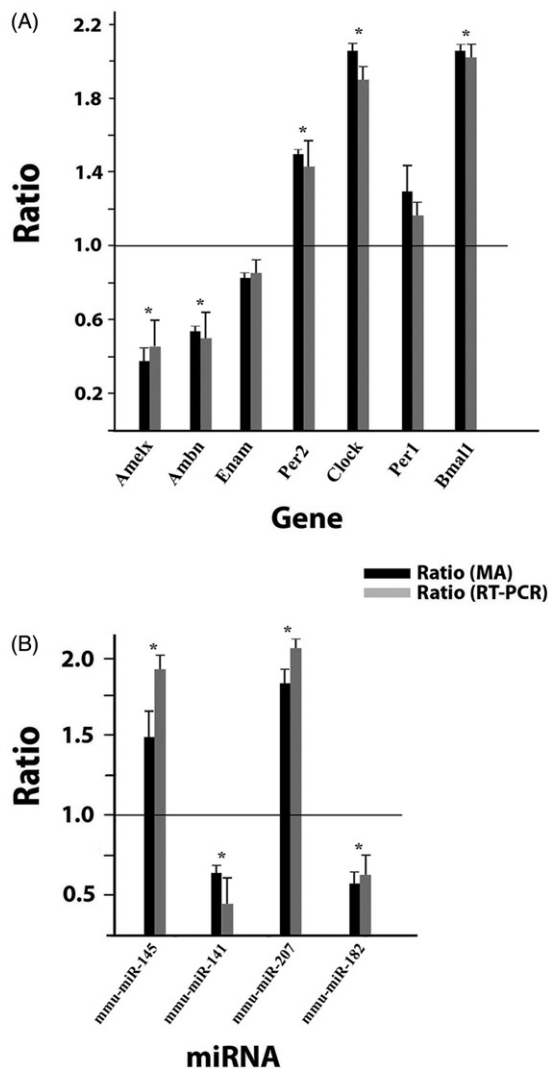 (A)
2.2
1.8
1.4
1.0
0.6
0.2
Ratio
*
*
*
*
*
Amelx
Ambn
Enam
Per2
Clock
Per1
Bmal1
Gene
Ratio (MA)
Ratio (RT-PCR)
(B)
2.0
1.5
1.0
0.5
Ratio
*
*
*
*
mmu-miR-145
mmu-miR-141
mmu-miR-207
mmu-miR-182
miRNA